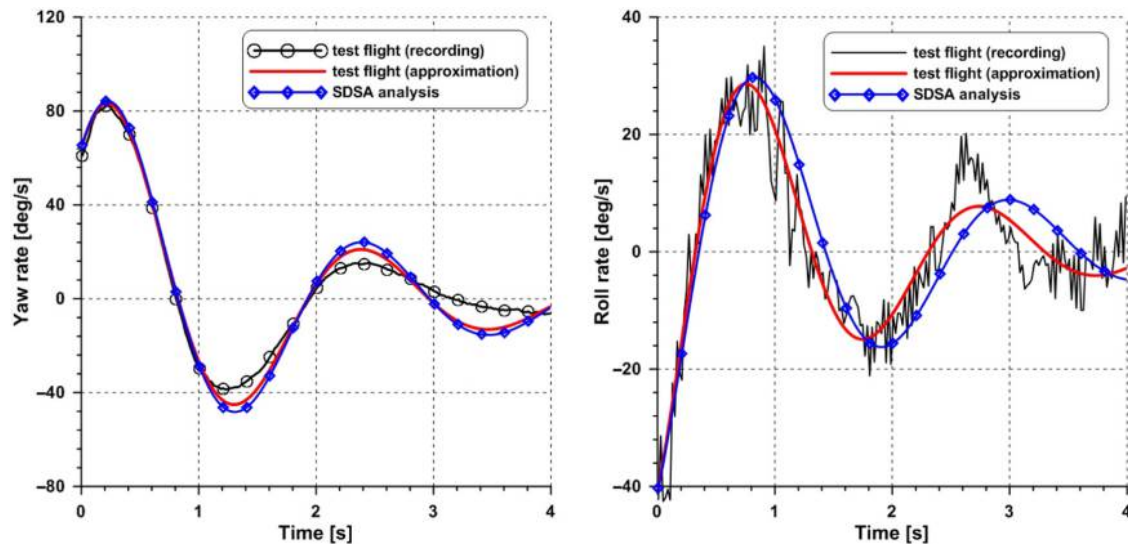 120
80
40
0
−40
−80
Yaw rate [deg/s]
test flight (recording)
test flight (approximation)
SDSA analysis
0 1 2 3 4
Time [s]
40
20
0
−20
−40
Roll rate [deg/s]
test flight (recording)
test flight (approximation)
SDSA analysis
0 1 2 3 4
Time [s]